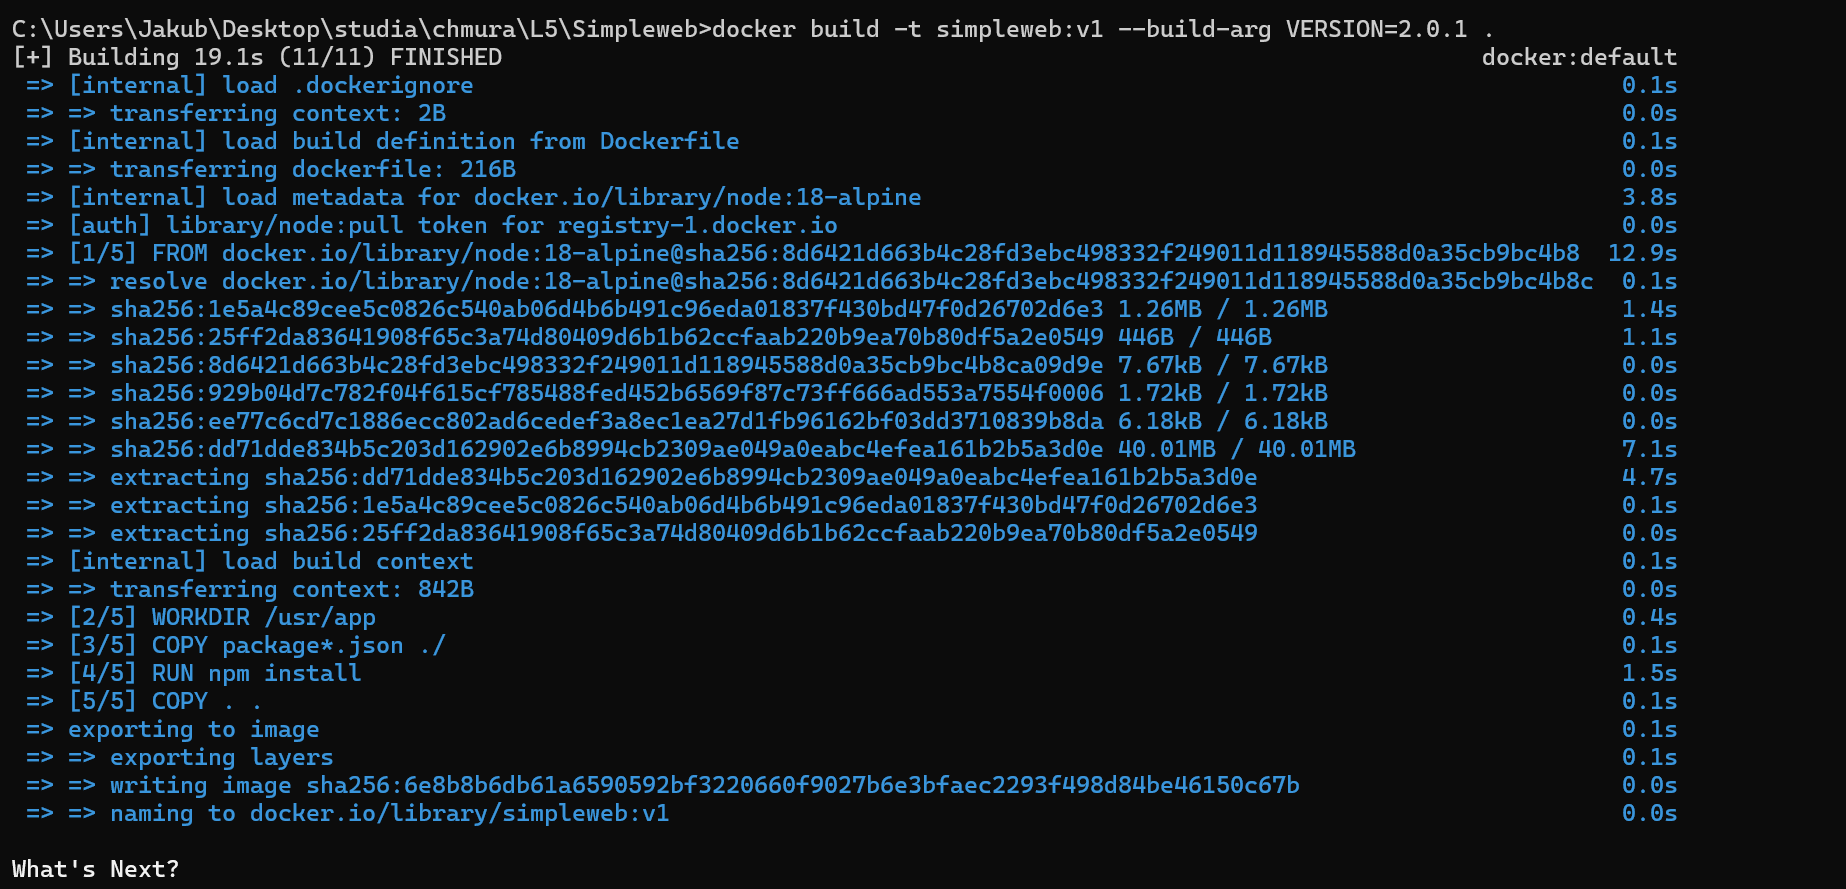 C:\Users\Jakub\Desktop\studia\chmura\L5\Simpleweb>docker build -t simpleweb:v1 --build-arg VERSION=2.0.1 .
[+] Building 19.1s (11/11) FINISHED docker:default
=> [internal] load .dockerignore 0.1s
=> => transferring context: 2B 0.0s
=> [internal] load build definition from Dockerfile 0.1s
=> => transferring dockerfile: 216B 0.0s
=> [internal] load metadata for docker.io/library/node:18-alpine 3.8s
=> [auth] library/node:pull token for registry-1.docker.io 0.0s
=> [1/5] FROM docker.io/library/node:18-alpine@sha256:8d6421d663b4c28fd3ebc498332f249011d118945588d0a35cb9bc4b8 12.9s
=> => resolve docker.io/library/node:18-alpine@sha256:8d6421d663b4c28fd3ebc498332f249011d118945588d0a35cb9bc4b8c 0.1s
=> => sha256:1e5a4c89cee5c0826c540ab06d4b6b491c96eda01837f430bd47f0d26702d6e3 1.26MB / 1.26MB 1.4s
=> => sha256:25ff2da83641908f65c3a74d80409d6b1b62ccfaab220b9ea70b80df5a2e0549 446B / 446B 1.1s
=> => sha256:8d6421d663b4c28fd3ebc498332f249011d118945588d0a35cb9bc4b8ca09d9e 7.67kB / 7.67kB 0.0s
=> => sha256:929b04d7c782f04f615cf785488fed452b6569f87c73ff666ad553a7554f0006 1.72kB / 1.72kB 0.0s
=> => sha256:ee77c6cd7c1886ecc802ad6cedef3a8ec1ea27d1fb96162bf03dd3710839b8da 6.18kB / 6.18kB 0.0s
=> => sha256:dd71dde834b5c203d162902e6b8994cb2309ae049a0eabc4efea161b2b5a3d0e 40.01MB / 40.01MB 7.1s
=> => extracting sha256:dd71dde834b5c203d162902e6b8994cb2309ae049a0eabc4efea161b2b5a3d0e 4.7s
=> => extracting sha256:1e5a4c89cee5c0826c540ab06d4b6b491c96eda01837f430bd47f0d26702d6e3 0.1s
=> => extracting sha256:25ff2da83641908f65c3a74d80409d6b1b62ccfaab220b9ea70b80df5a2e0549 0.0s
=> [internal] load build context 0.1s
=> => transferring context: 842B 0.0s
=> [2/5] WORKDIR /usr/app 0.4s
=> [3/5] COPY package*.json ./ 0.1s
=> [4/5] RUN npm install 1.5s
=> [5/5] COPY . . 0.1s
=> exporting to image 0.1s
=> => exporting layers 0.1s
=> => writing image sha256:6e8b8b6db61a6590592bf3220660f9027b6e3bfaec2293f498d84be46150c67b 0.0s
=> => naming to docker.io/library/simpleweb:v1 0.0s
What's Next?